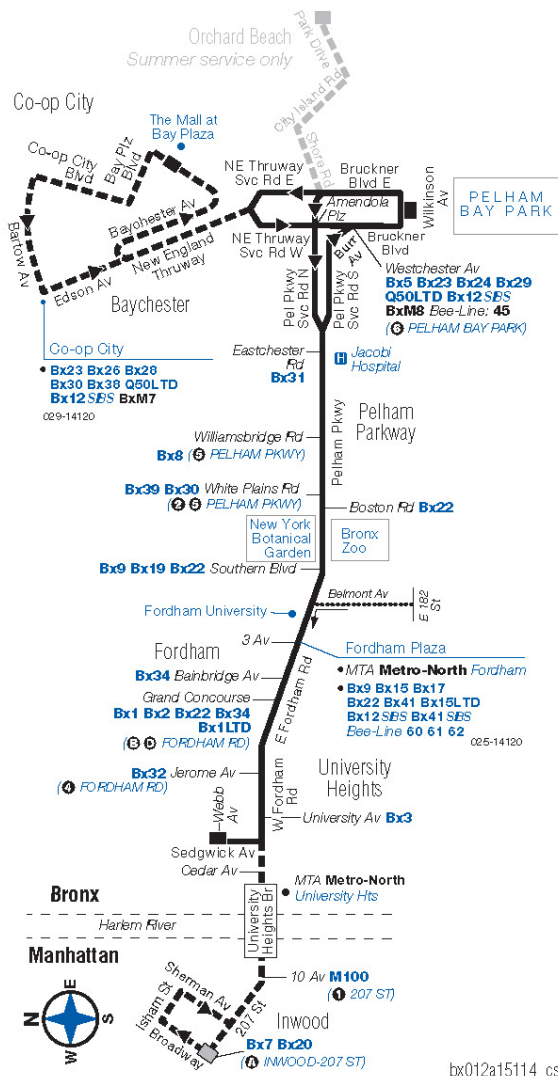 Orchard Beach
Summer service only
Park Drive
City Island Rd
Shore Rd
Co-op City
The Mall at
Bay Plaza
Co-op City
Blvd
Bay Plz
Blvd
Bartow Av
Baychester Av
New England
Thruway
Edson Av
Baychester
NE Thruway
Svc Rd E
Bruckner
Blvd E
Amendola
Plz
Wilkinson
Av
PELHAM
BAY PARK
NE Thruway
Svc Rd W
Burr
Av
Bruckner
Blvd
Pel Pkwy
Svc Rd N
Pel Pkwy
Svc Rd S
Westchester Av
Bx5 Bx23 Bx24 Bx29
Q50LTD Bx12 SBS
BxM8 Bee-Line: 45
(6 PELHAM BAY PARK)
Co-op City
• Bx23 Bx26 Bx28
Bx30 Bx38 Q50LTD
Bx12 SBS BxM7
029-14120
Eastchester
Rd
Bx31
H Jacobi
Hospital
Pelham
Parkway
Williamsbridge Rd
Bx8 (5 PELHAM PKWY)
Pelham Pkwy
Bx39 Bx30 White Plains Rd
(2 5 PELHAM PKWY)
Boston Rd Bx22
New York
Botanical
Garden
Bronx
Zoo
Bx9 Bx19 Bx22 Southern Blvd
Belmont Av
E 182
St
Fordham University
3 Av
Fordham
Bx34 Bainbridge Av
Grand Concourse
Bx1 Bx2 Bx22 Bx34
Bx1LTD
(B D FORDHAM RD)
E Fordham Rd
Fordham Plaza
• MTA Metro-North Fordham
• Bx9 Bx15 Bx17
Bx22 Bx41 Bx15LTD
Bx12 SBS Bx41 SBS
Bee-Line 60 61 62
025-14120
Bx32 Jerome Av
(4 FORDHAM RD)
University
Heights
Webb
Av
W Fordham
Rd
University Av Bx3
Sedgwick Av
Cedar Av
• MTA Metro-North
University Hts
University
Heights Br
Bronx
Harlem River
Manhattan
10 Av M100
(1 207 ST)
Sherman Av
Isham St
207 St
Broadway
Inwood
Bx7 Bx20
(A INWOOD-207 ST)
E
N
S
W
bx012a15114_cs